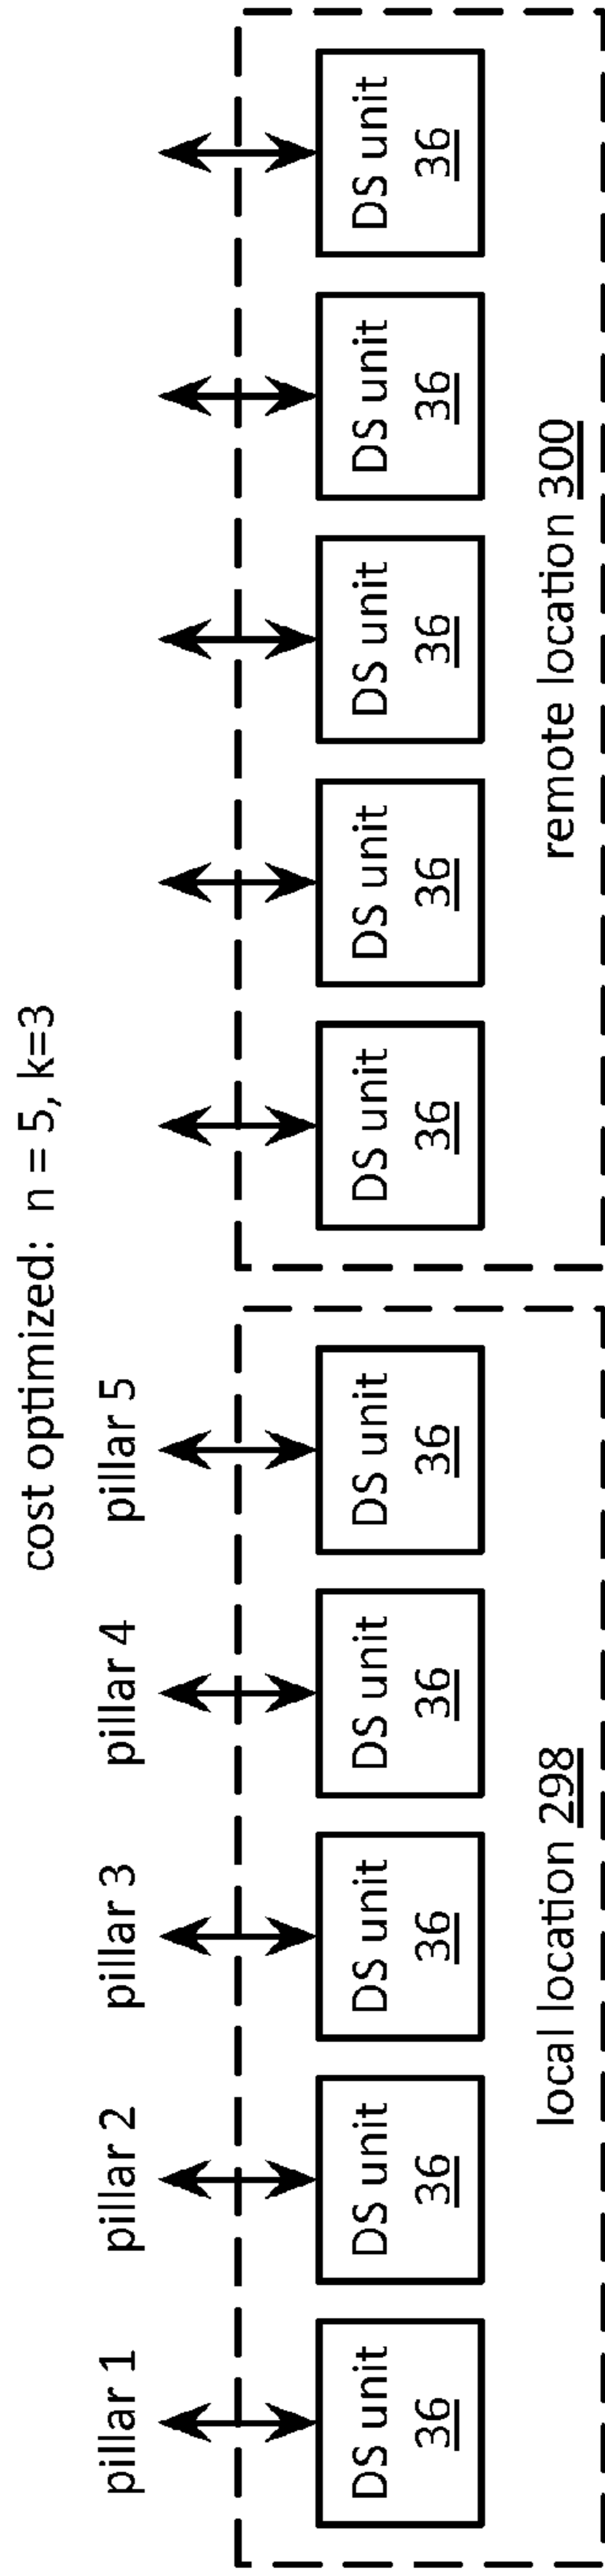 cost optimized: n = 5, k=3
pillar 1
pillar 2
pillar 3
pillar 4
pillar 5
DS unit
36
DS unit
36
DS unit
36
DS unit
36
DS unit
36
local location 298
DS unit
36
DS unit
36
DS unit
36
DS unit
36
DS unit
36
remote location 300